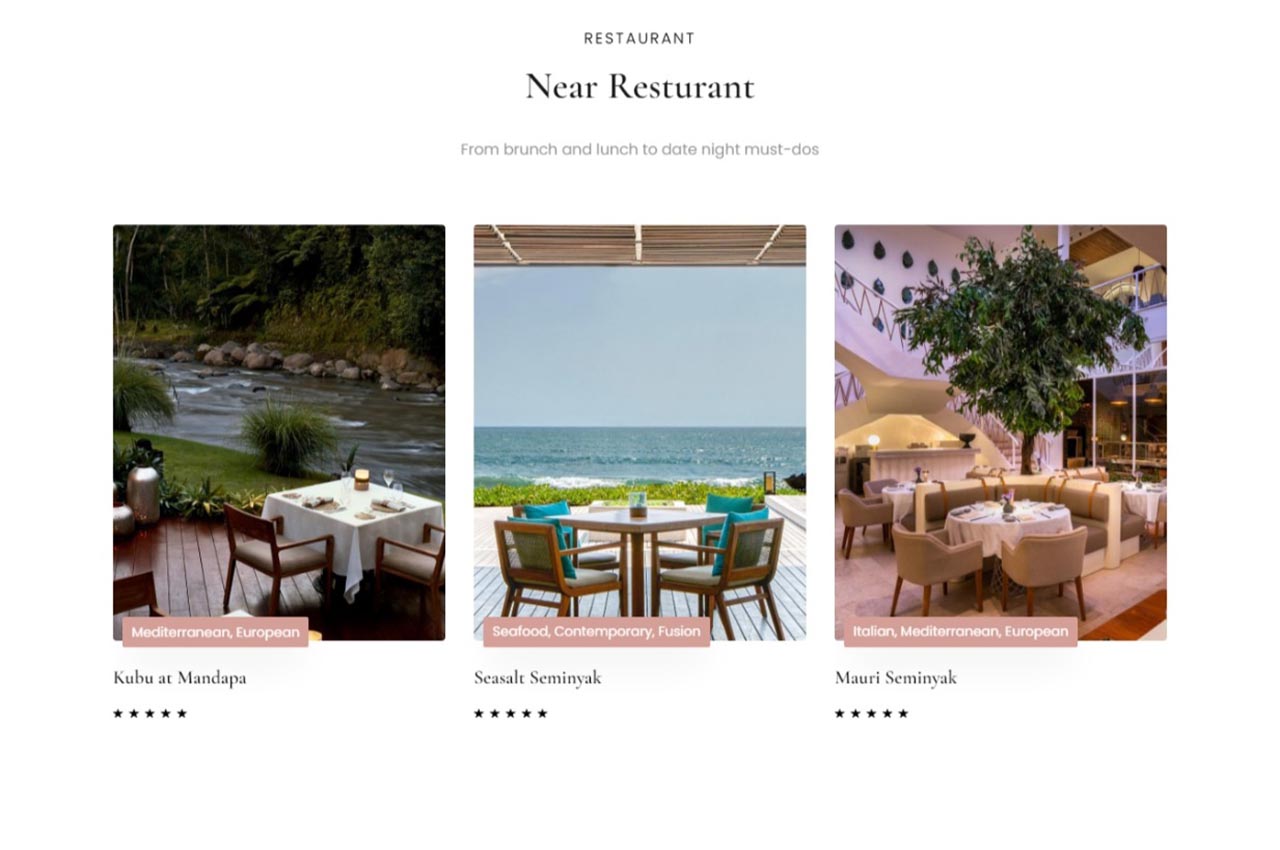 RESTAURANT
Near Resturant
From brunch and lunch to date night must-dos
Mediterranean, European
Seafood, Contemporary, Fusion
Italian, Mediterranean, European
Kubu at Mandapa
Seasalt Seminyak
Mauri Seminyak
★ ★ ★ ★ ★
★ ★ ★ ★ ★
★ ★ ★ ★ ★